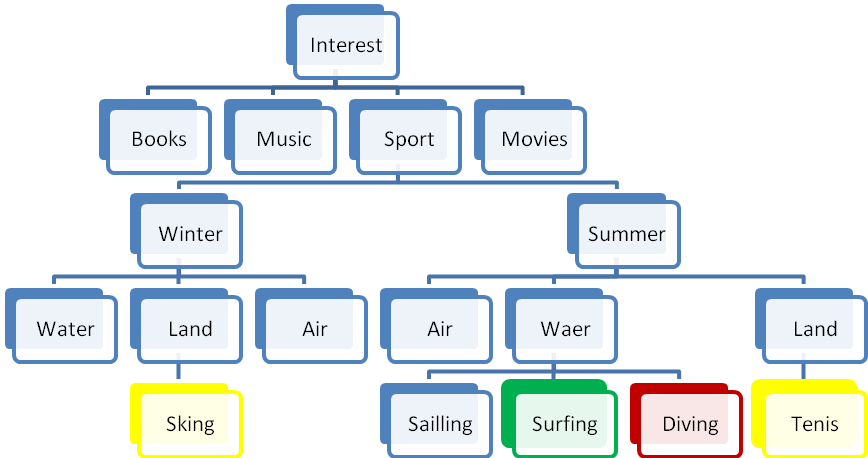 Interest
Books
Music
Sport
Movies
Winter
Summer
Water
Land
Air
Air
Waer
Land
Sking
Sailling
Surfing
Diving
Tenis